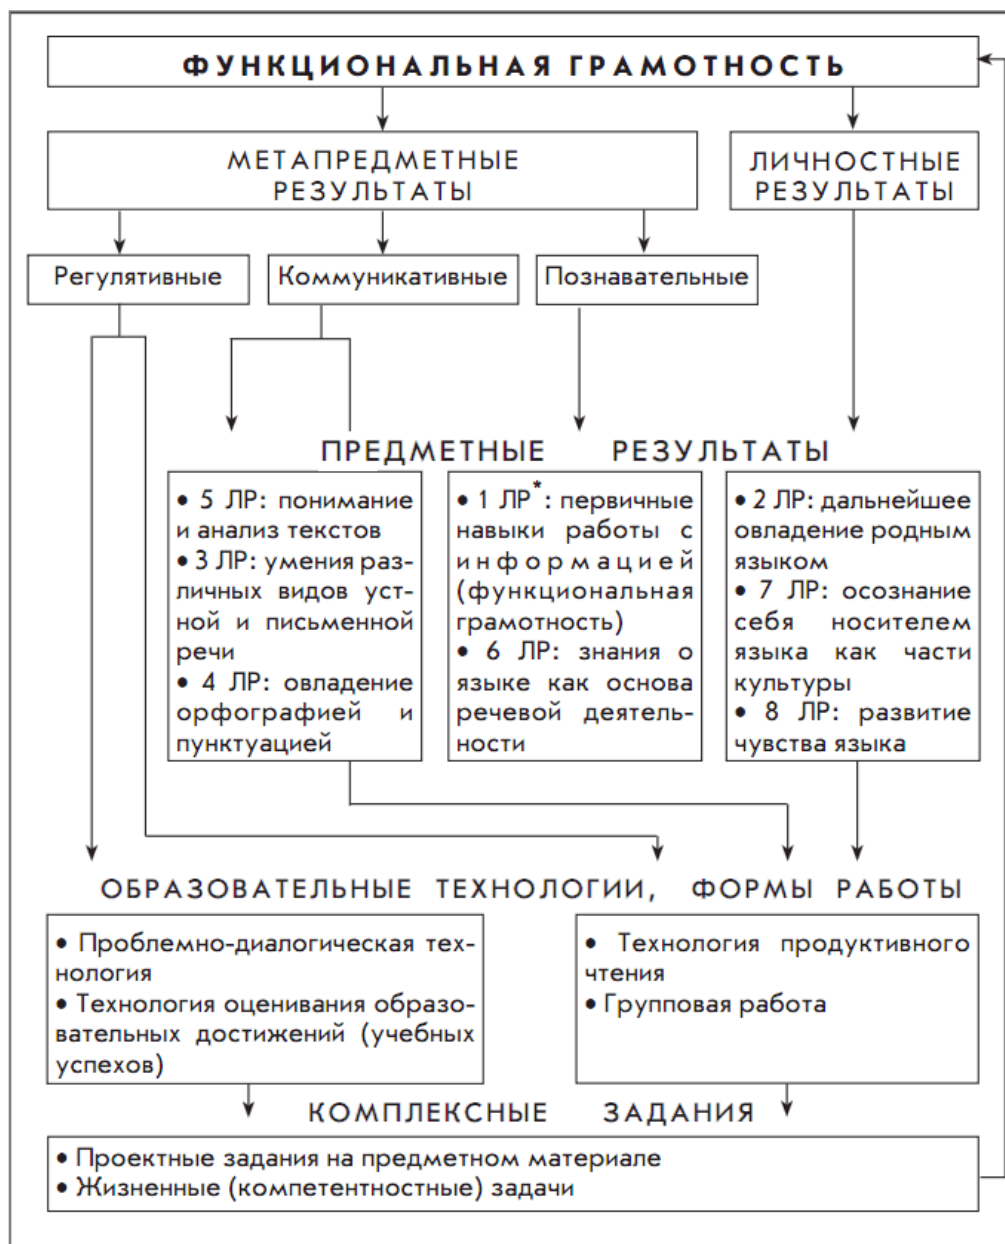 ФУНКЦИОНАЛЬНАЯ ГРАМОТНОСТЬ
МЕТАПРЕДМЕТНЫЕ
РЕЗУЛЬТАТЫ
ЛИЧНОСТНЫЕ
РЕЗУЛЬТАТЫ
Регулятивные
Коммуникативные
Познавательные
ПРЕДМЕТНЫЕ РЕЗУЛЬТАТЫ
• 5 ЛР: понимание
и анализ текстов
• 3 ЛР: умения раз-
личных видов уст-
ной и письменной
речи
• 4 ЛР: овладение
орфографией и
пунктуацией
• 1 ЛР*: первичные
навыки работы с
информацией
(функциональная
грамотность)
• 6 ЛР: знания о
языке как основа
речевой деятель-
ности
• 2 ЛР: дальнейшее
овладение родным
языком
• 7 ЛР: осознание
себя носителем
языка как части
культуры
• 8 ЛР: развитие
чувства языка
ОБРАЗОВАТЕЛЬНЫЕ ТЕХНОЛОГИИ, ФОРМЫ РАБОТЫ
• Проблемно-диалогическая тех-
нология
• Технология оценивания образо-
вательных достижений (учебных
успехов)
• Технология продуктивного
чтения
• Групповая работа
КОМПЛЕКСНЫЕ ЗАДАНИЯ
• Проектные задания на предметном материале
• Жизненные (компетентностные) задачи